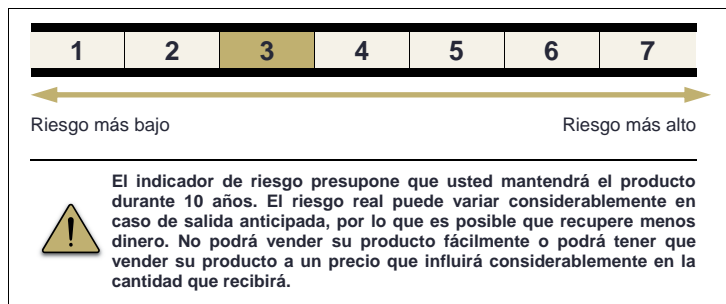 1 2 3 4 5 6 7
Riesgo más bajo Riesgo más alto
El indicador de riesgo presupone que usted mantendrá el producto
durante 10 años. El riesgo real puede variar considerablemente en
caso de salida anticipada, por lo que es posible que recupere menos
dinero. No podrá vender su producto fácilmente o podrá tener que
vender su producto a un precio que influirá considerablemente en la
cantidad que recibirá.